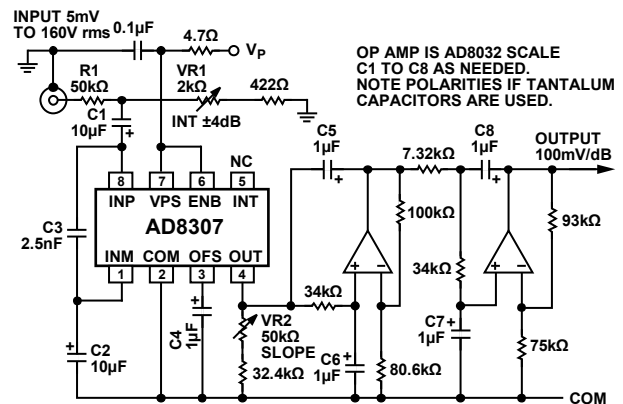 INPUT 5mV
TO 160V rms
0.1µF
4.7Ω
VP
OP AMP IS AD8032 SCALE
C1 TO C8 AS NEEDED.
NOTE POLARITIES IF TANTALUM
CAPACITORS ARE USED.
R1
50kΩ
VR1
2kΩ
422Ω
INT ±4dB
C1
10µF
+
NC
8
7
6
5
INP
VPS
ENB
INT
AD8307
INM
COM
OFS
OUT
1
2
3
4
C3
2.5nF
+
C2
10µF
+
C4
1µF
VR2
50kΩ
SLOPE
32.4kΩ
C5
1µF
+
34kΩ
+
–
100kΩ
+
C6
1µF
80.6kΩ
7.32kΩ
C8
1µF
+
OUTPUT
100mV/dB
34kΩ
+
–
93kΩ
C7
+
1µF
75kΩ
COM